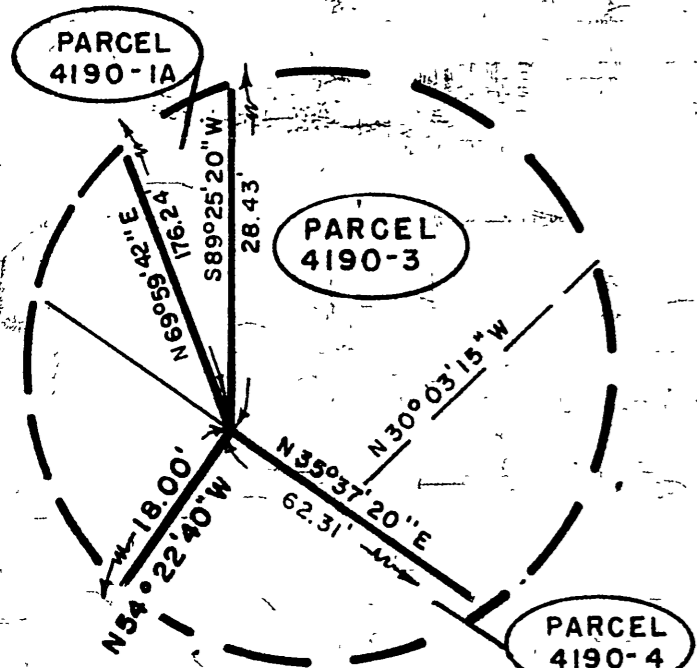 PARCEL
4190-1A
S89°25'20"W
28.43'
N69°59'42"E
176.24'
PARCEL
4190-3
N30°03'15"W
N35°37'20"E
62.31'
18.00'
N54°22'40"W
PARCEL
4190-4